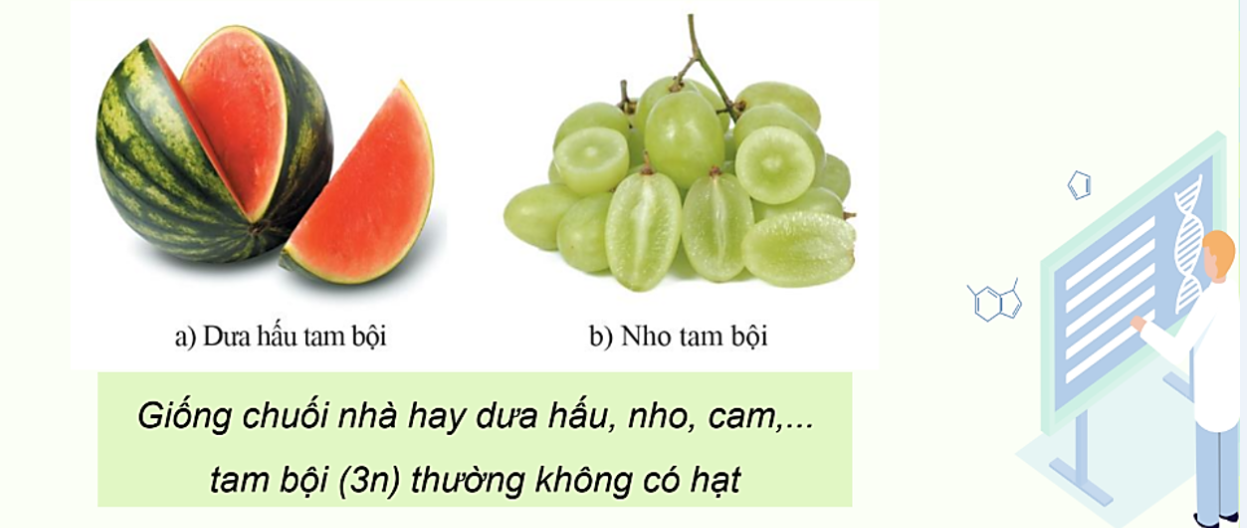 a) Dưa hấu tam bội
b) Nho tam bội
Giống chuối nhà hay dưa hấu, nho, cam,...
tam bội (3n) thường không có hạt